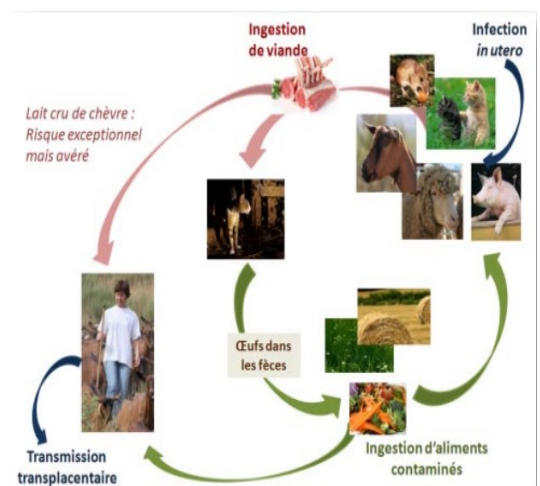 Ingestion
de viande
Infection
in utero
Lait cru de chèvre :
Risque exceptionnel
mais avéré
Œufs dans
les fèces
Ingestion d'aliments
contaminés
Transmission
transplacentaire